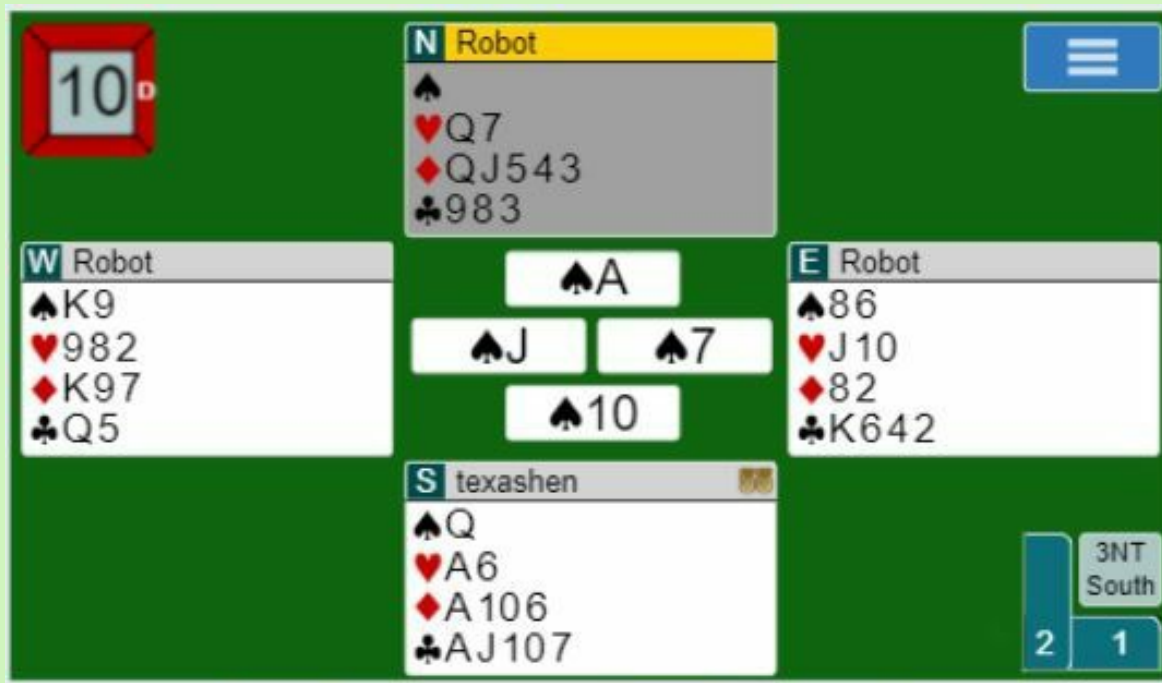 10 D
N Robot
♠
♥Q7
♦QJ543
♣983
W Robot
♠K9
♥982
♦K97
♣Q5
♠A
♠J
♠7
♠10
E Robot
♠86
♥J10
♦82
♣K642
S texashen
♠Q
♥A6
♦A106
♣AJ107
3NT
South
2
1